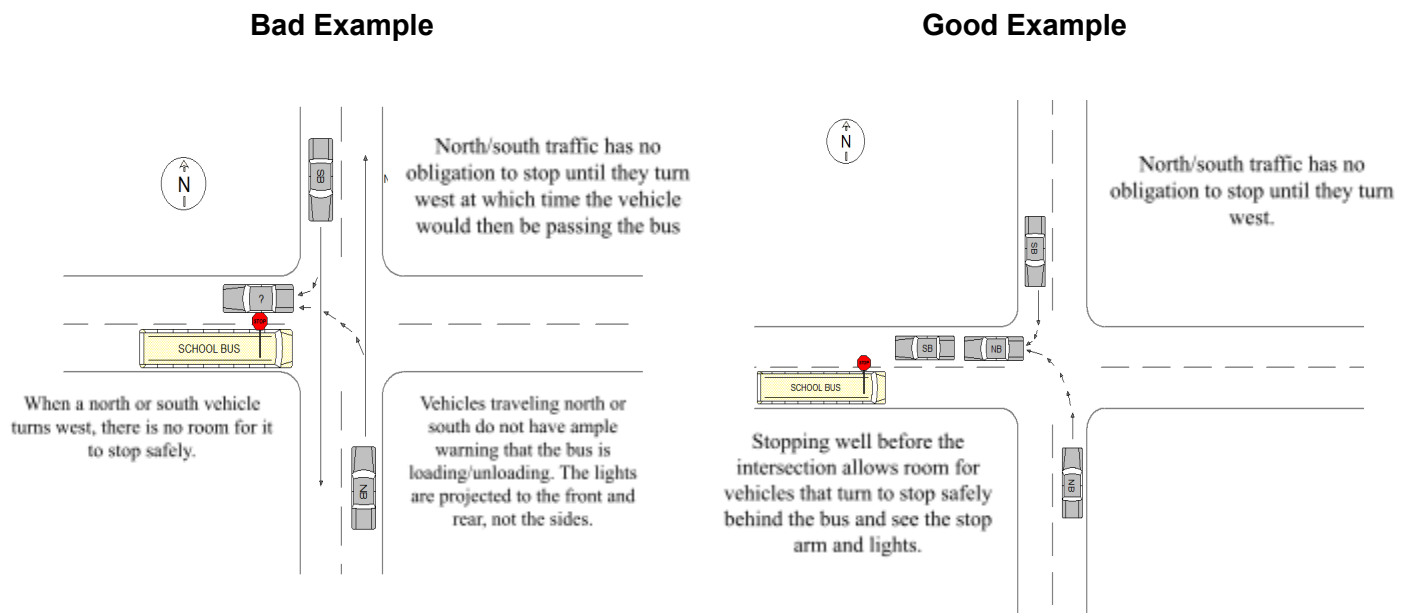 Bad Example
N
SB
North/south traffic has no
obligation to stop until they turn
west at which time the vehicle
would then be passing the bus
N
?
STOP
SCHOOL BUS
When a north or south vehicle
turns west, there is no room for it
to stop safely.
Vehicles traveling north or
south do not have ample
warning that the bus is
loading/unloading. The lights
are projected to the front and
rear, not the sides.
NB
Good Example
N
North/south traffic has no
obligation to stop until they turn
west.
SB
SB
NB
STOP
SCHOOL BUS
Stopping well before the
intersection allows room for
vehicles that turn to stop safely
behind the bus and see the stop
arm and lights.
NB